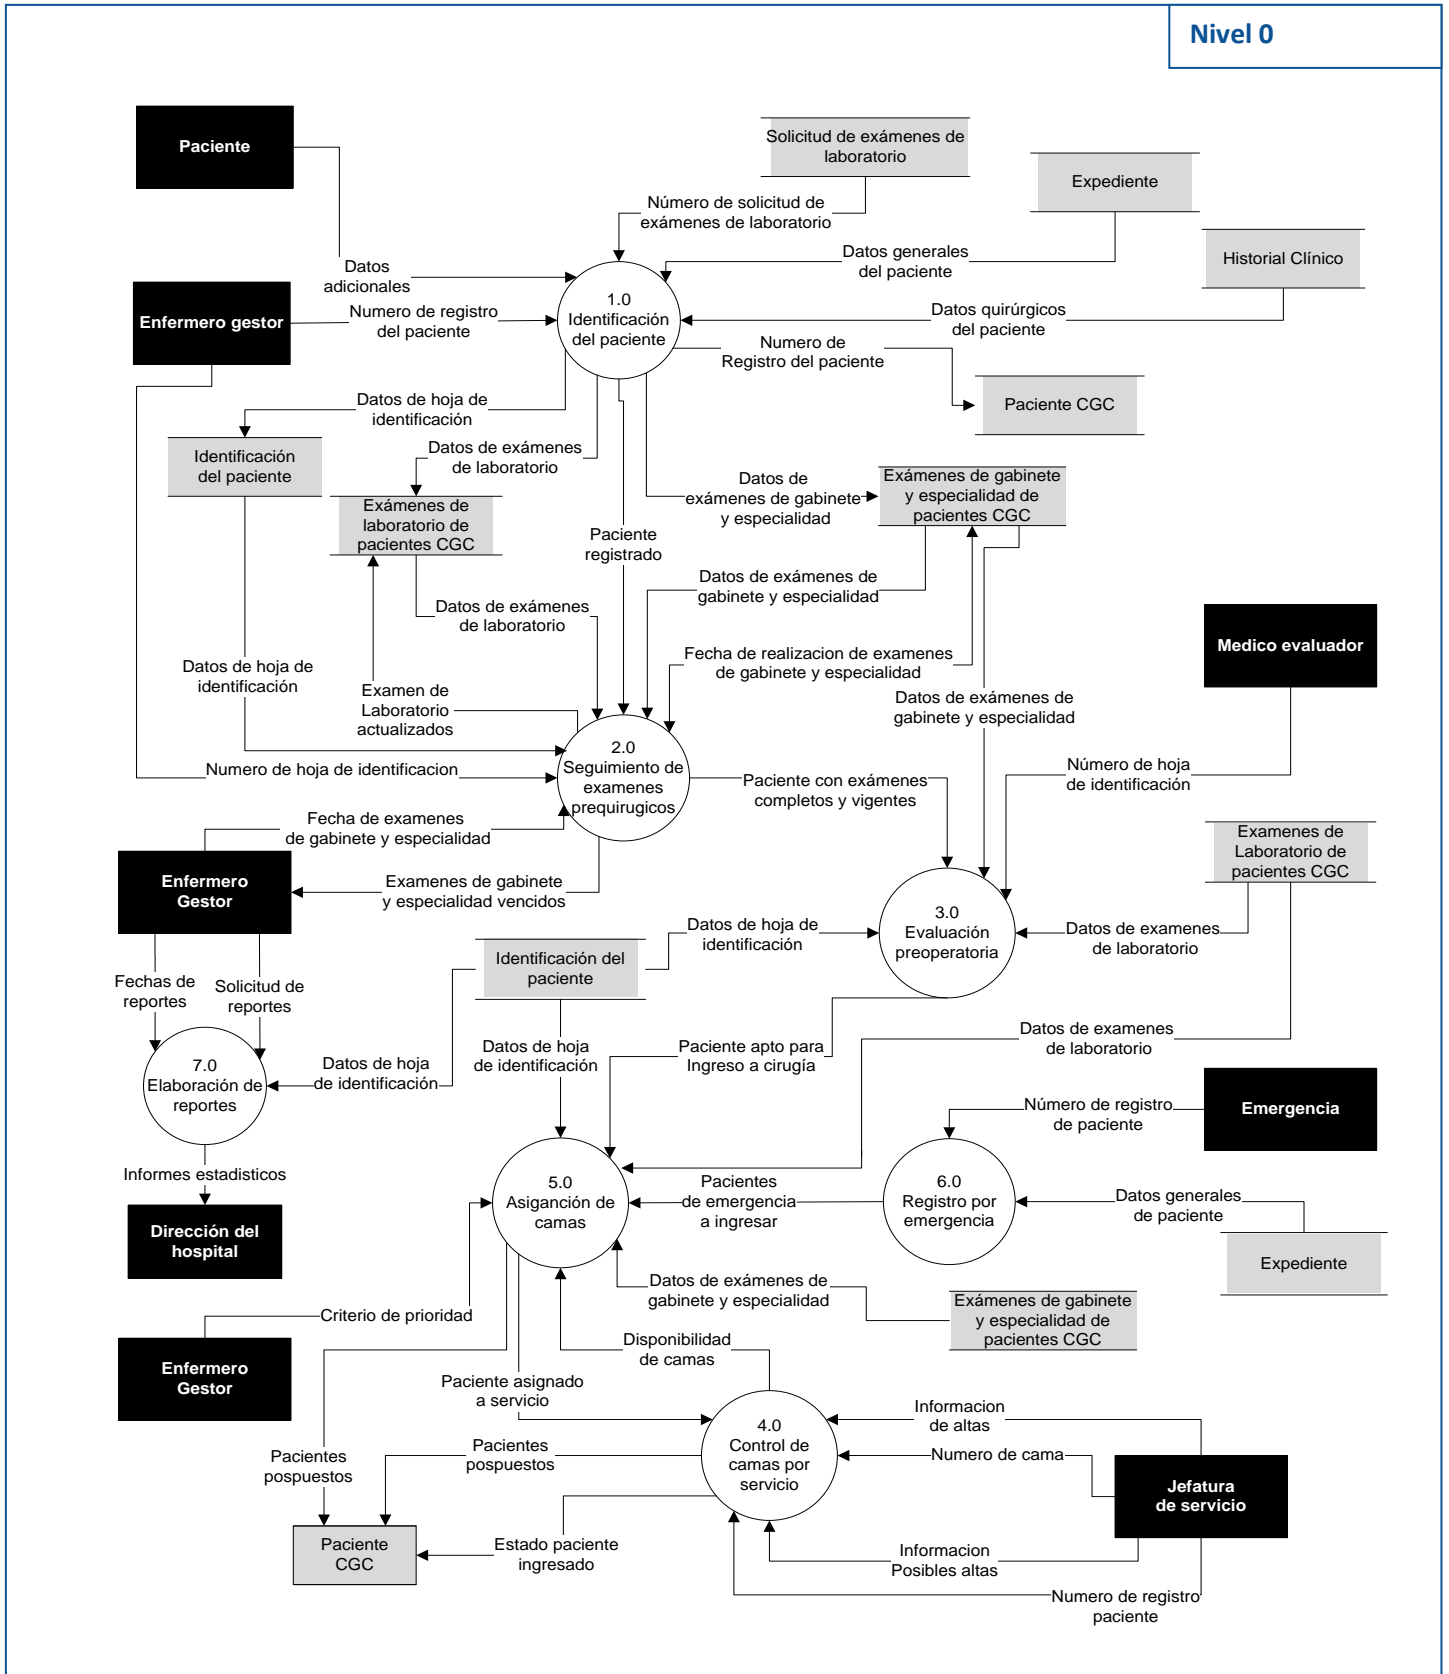 Nivel 0
Paciente
Solicitud de exámenes de
laboratorio
Expediente
Número de solicitud de
exámenes de laboratorio
Historial Clínico
Datos generales
del paciente
Datos
adicionales
Enfermero gestor
Numero de registro
del paciente
1.0
Identificación
del paciente
Datos quirúrgicos
del paciente
Numero de
Registro del paciente
Paciente CGC
Datos de hoja de
identificación
Identificación
del paciente
Datos de exámenes
de laboratorio
Exámenes de
laboratorio de
pacientes CGC
Datos de
exámenes de gabinete
y especialidad
Exámenes de gabinete
y especialidad de
pacientes CGC
Paciente
registrado
Datos de exámenes de
gabinete y especialidad
Datos de exámenes
de laboratorio
Medico evaluador
Datos de hoja de
identificación
Fecha de realizacion de examenes
de gabinete y especialidad
Examen de
Laboratorio
actualizados
Datos de exámenes de
gabinete y especialidad
2.0
Seguimiento de
examenes
prequirugicos
Numero de hoja de identificacion
Paciente con exámenes
completos y vigentes
Número de hoja
de identificación
Fecha de examenes
de gabinete y especialidad
Examenes de
Laboratorio de
pacientes CGC
Enfermero
Gestor
Examenes de gabinete
y especialidad vencidos
3.0
Evaluación
preoperatoria
Datos de hoja de
identificación
Datos de examenes
de laboratorio
Identificación del
paciente
Fechas de
reportes
Solicitud de
reportes
7.0
Elaboración de
reportes
Datos de hoja
de identificación
Datos de hoja
de identificación
Paciente apto para
Ingreso a cirugía
Datos de examenes
de laboratorio
Emergencia
Número de registro
de paciente
Informes estadisticos
5.0
Asiganción de
camas
Pacientes
de emergencia
a ingresar
6.0
Registro por
emergencia
Datos generales
de paciente
Dirección del
hospital
Expediente
Datos de exámenes de
gabinete y especialidad
Exámenes de gabinete
y especialidad de
pacientes CGC
Criterio de prioridad
Enfermero
Gestor
Disponibilidad
de camas
Paciente asignado
a servicio
4.0
Control de
camas por
servicio
Informacion
de altas
Numero de cama
Pacientes
pospuestos
Pacientes
pospuestos
Jefatura
de servicio
Paciente
CGC
Estado paciente
ingresado
Informacion
Posibles altas
Numero de registro
paciente